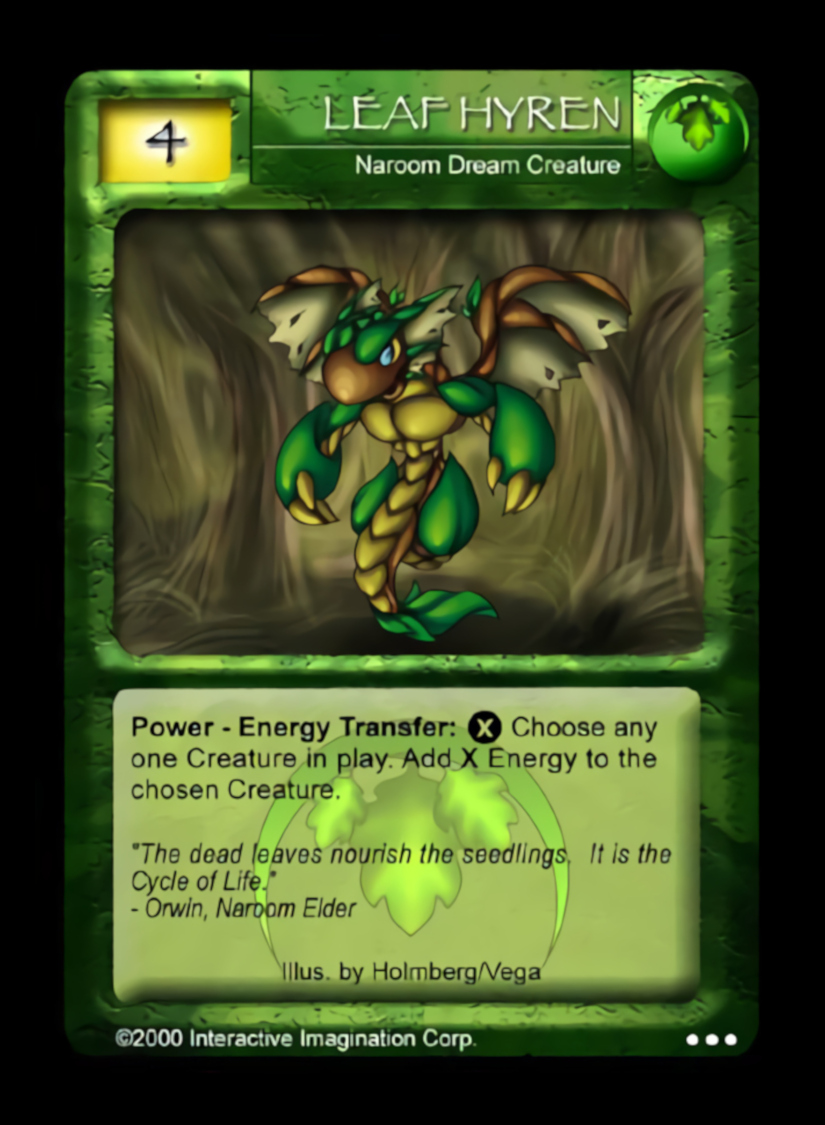 4
LEAF HYREN
Naroom Dream Creature
Power - Energy Transfer: X Choose any
one Creature in play. Add X Energy to the
chosen Creature.
"The dead leaves nourish the seedlings.  It is the
Cycle of Life."
- Orwin, Naroom Elder
Illus. by Holmberg/Vega
©2000 Interactive Imagination Corp.